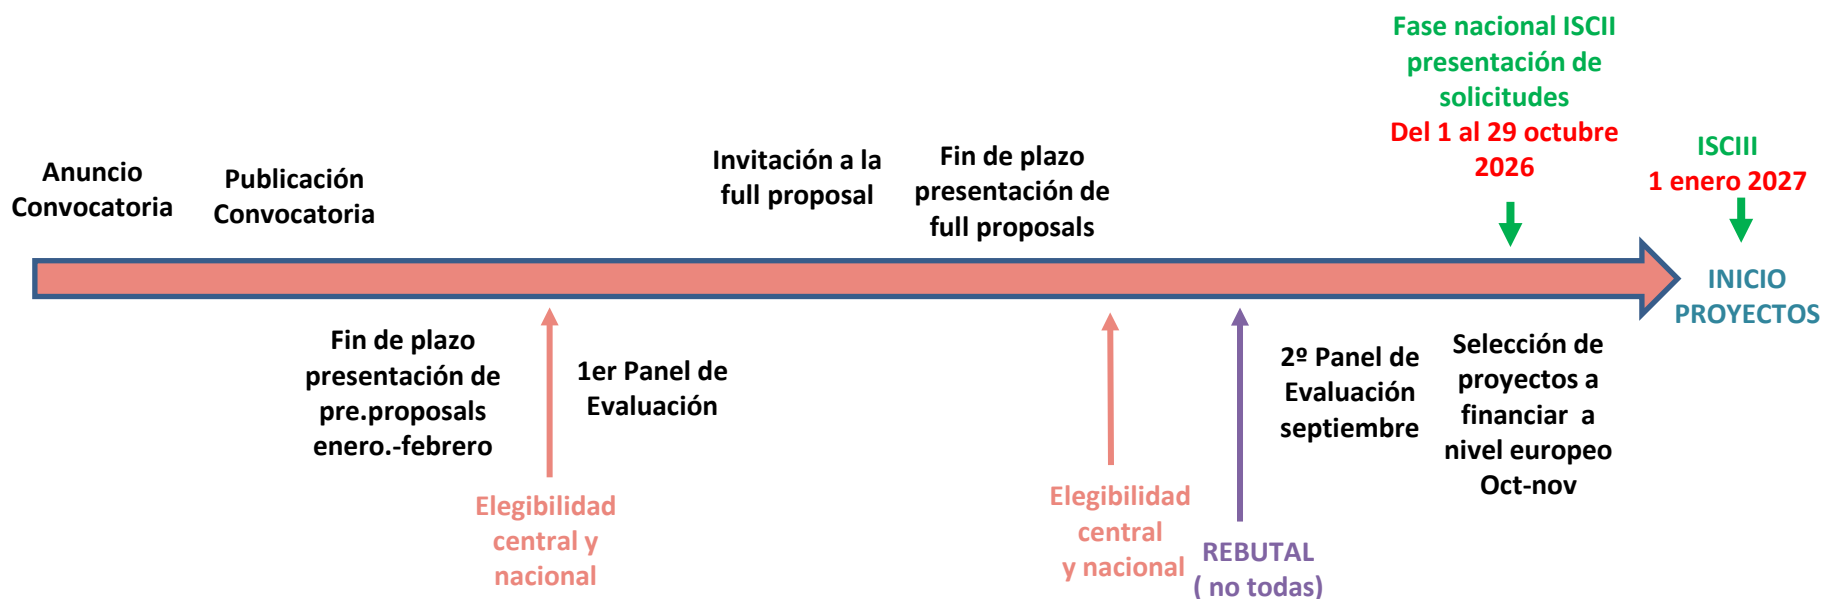 Anuncio
Convocatoria
Publicación
Convocatoria
Invitación a la
full proposal
Fin de plazo
presentación de
full proposals
Fase nacional ISCII
presentación de
solicitudes
Del 1 al 29 octubre
2026
ISCIII
1 enero 2027
INICIO
PROYECTOS
Fin de plazo
presentación de
pre.proposals
enero.-febrero
1er Panel de
Evaluación
Elegibilidad
central y
nacional
Elegibilidad
central
y nacional
REBUTAL
( no todas)
2º Panel de
Evaluación
septiembre
Selección de
proyectos a
financiar  a
nivel europeo
Oct-nov